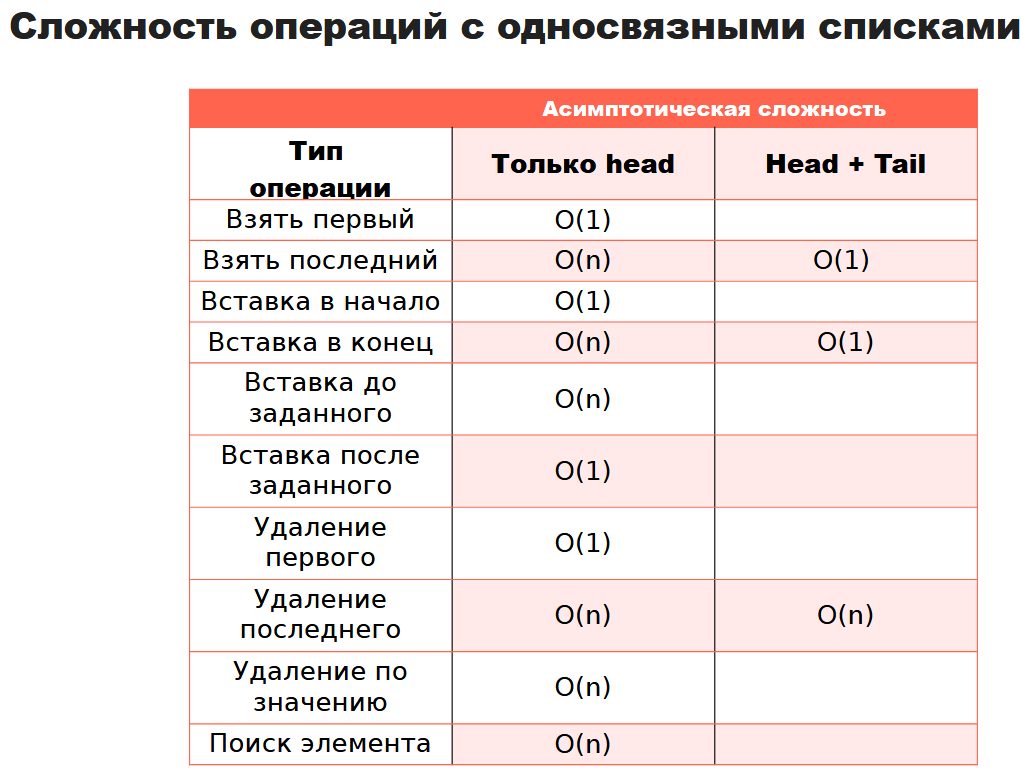 Сложность операций с односвязными списками
Асимптотическая сложность
Тип
операции
Только head
Head + Tail
Взять первый
O(1)
Взять последний
O(n)
O(1)
Вставка в начало
O(1)
Вставка в конец
O(n)
O(1)
Вставка до
заданного
O(n)
Вставка после
заданного
O(1)
Удаление
первого
O(1)
Удаление
последнего
O(n)
O(n)
Удаление по
значению
O(n)
Поиск элемента
O(n)